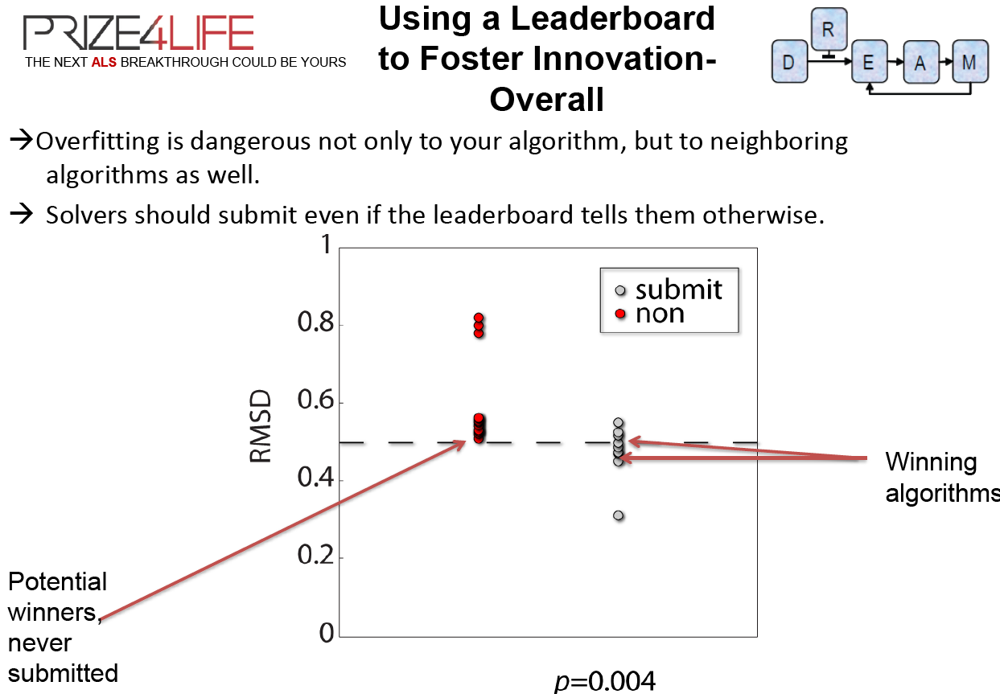 PRIZE4LIFE
THE NEXT ALS BREAKTHROUGH COULD BE YOURS
Using a Leaderboard
to Foster Innovation-
Overall
D
R
E
A
M
→Overfitting is dangerous not only to your algorithm, but to neighboring
algorithms as well.
→ Solvers should submit even if the leaderboard tells them otherwise.
1
0.8
0.6
0.4
0.2
0
RMSD
submit
non
Winning
algorithms
Potential
winners,
never
submitted
p=0.004